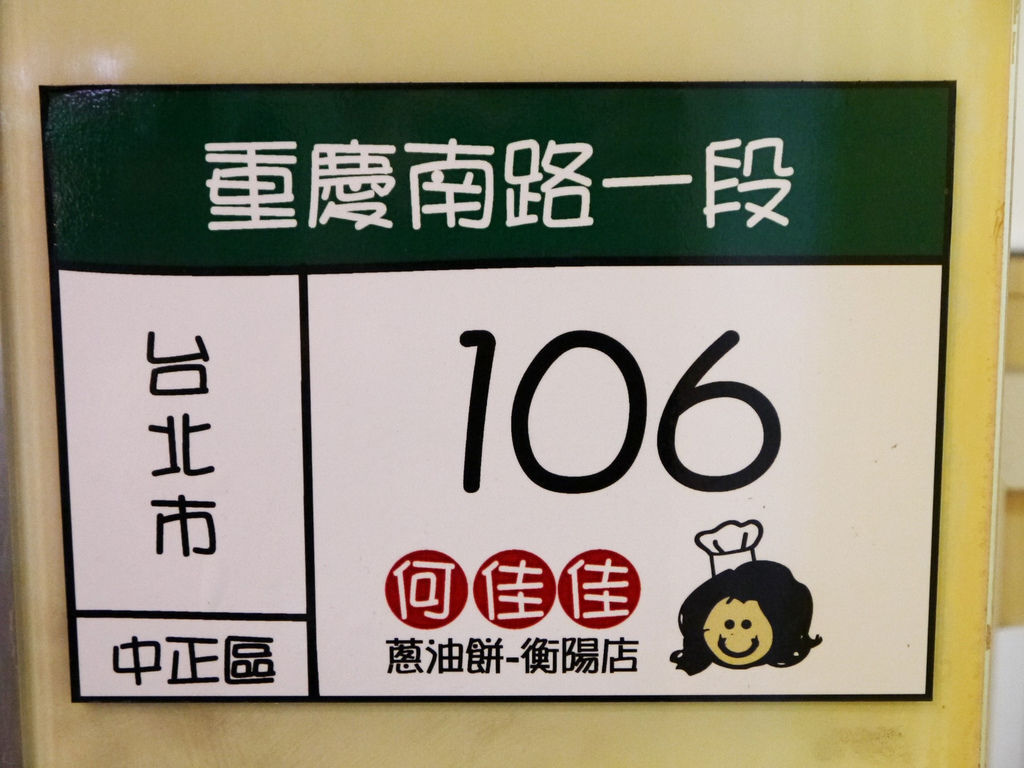 重慶南路一段
台北市
中正區
106
何佳佳
蔥油餅-衡陽店